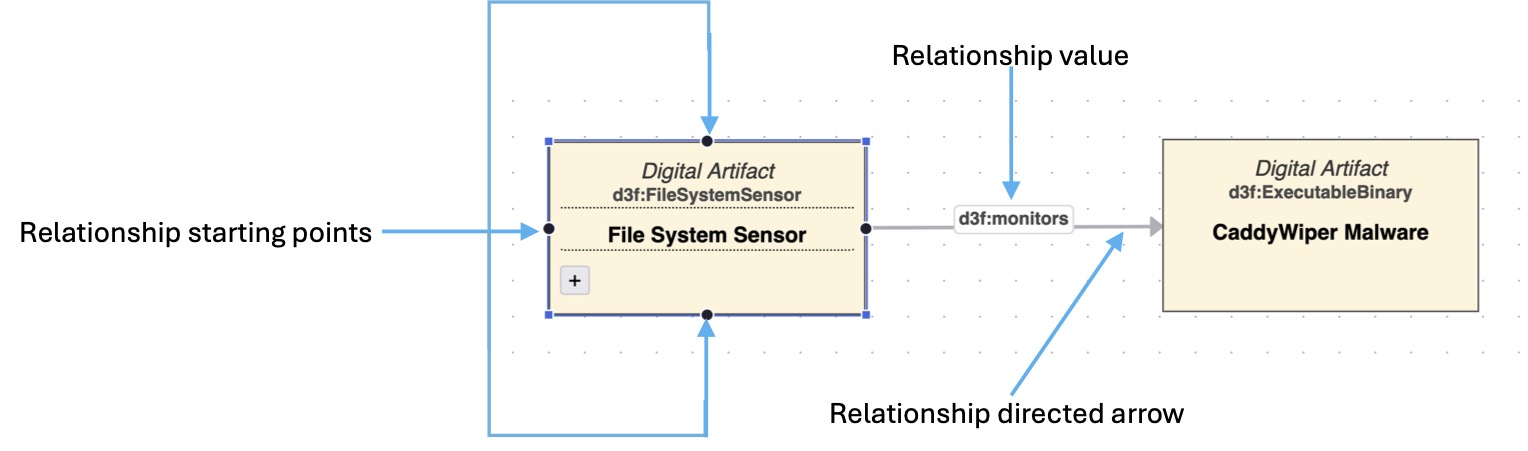 Relationship value
Digital Artifact
d3f:FileSystemSensor
File System Sensor
+
Relationship starting points
d3f:monitors
Digital Artifact
d3f:ExecutableBinary
CaddyWiper Malware
Relationship directed arrow